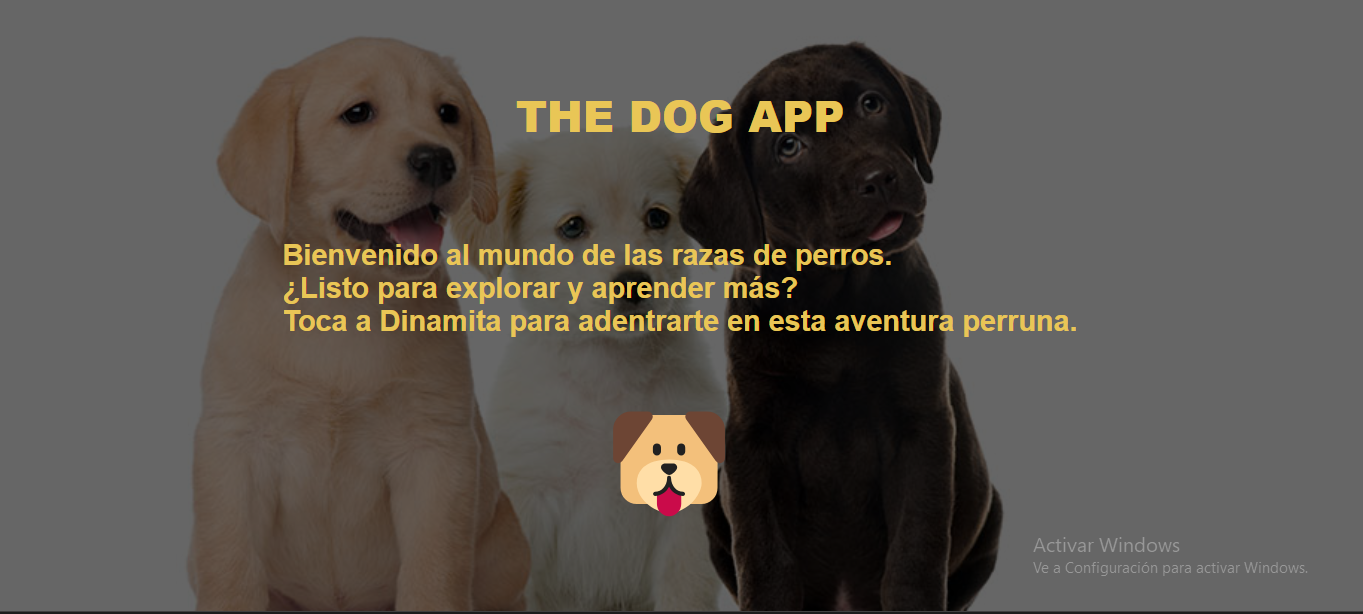 THE DOG APP
Bienvenido al mundo de las razas de perros.
¿Listo para explorar y aprender más?
Toca a Dinamita para adentrarte en esta aventura perruna.
Activar Windows
Ve a Configuración para activar Windows.